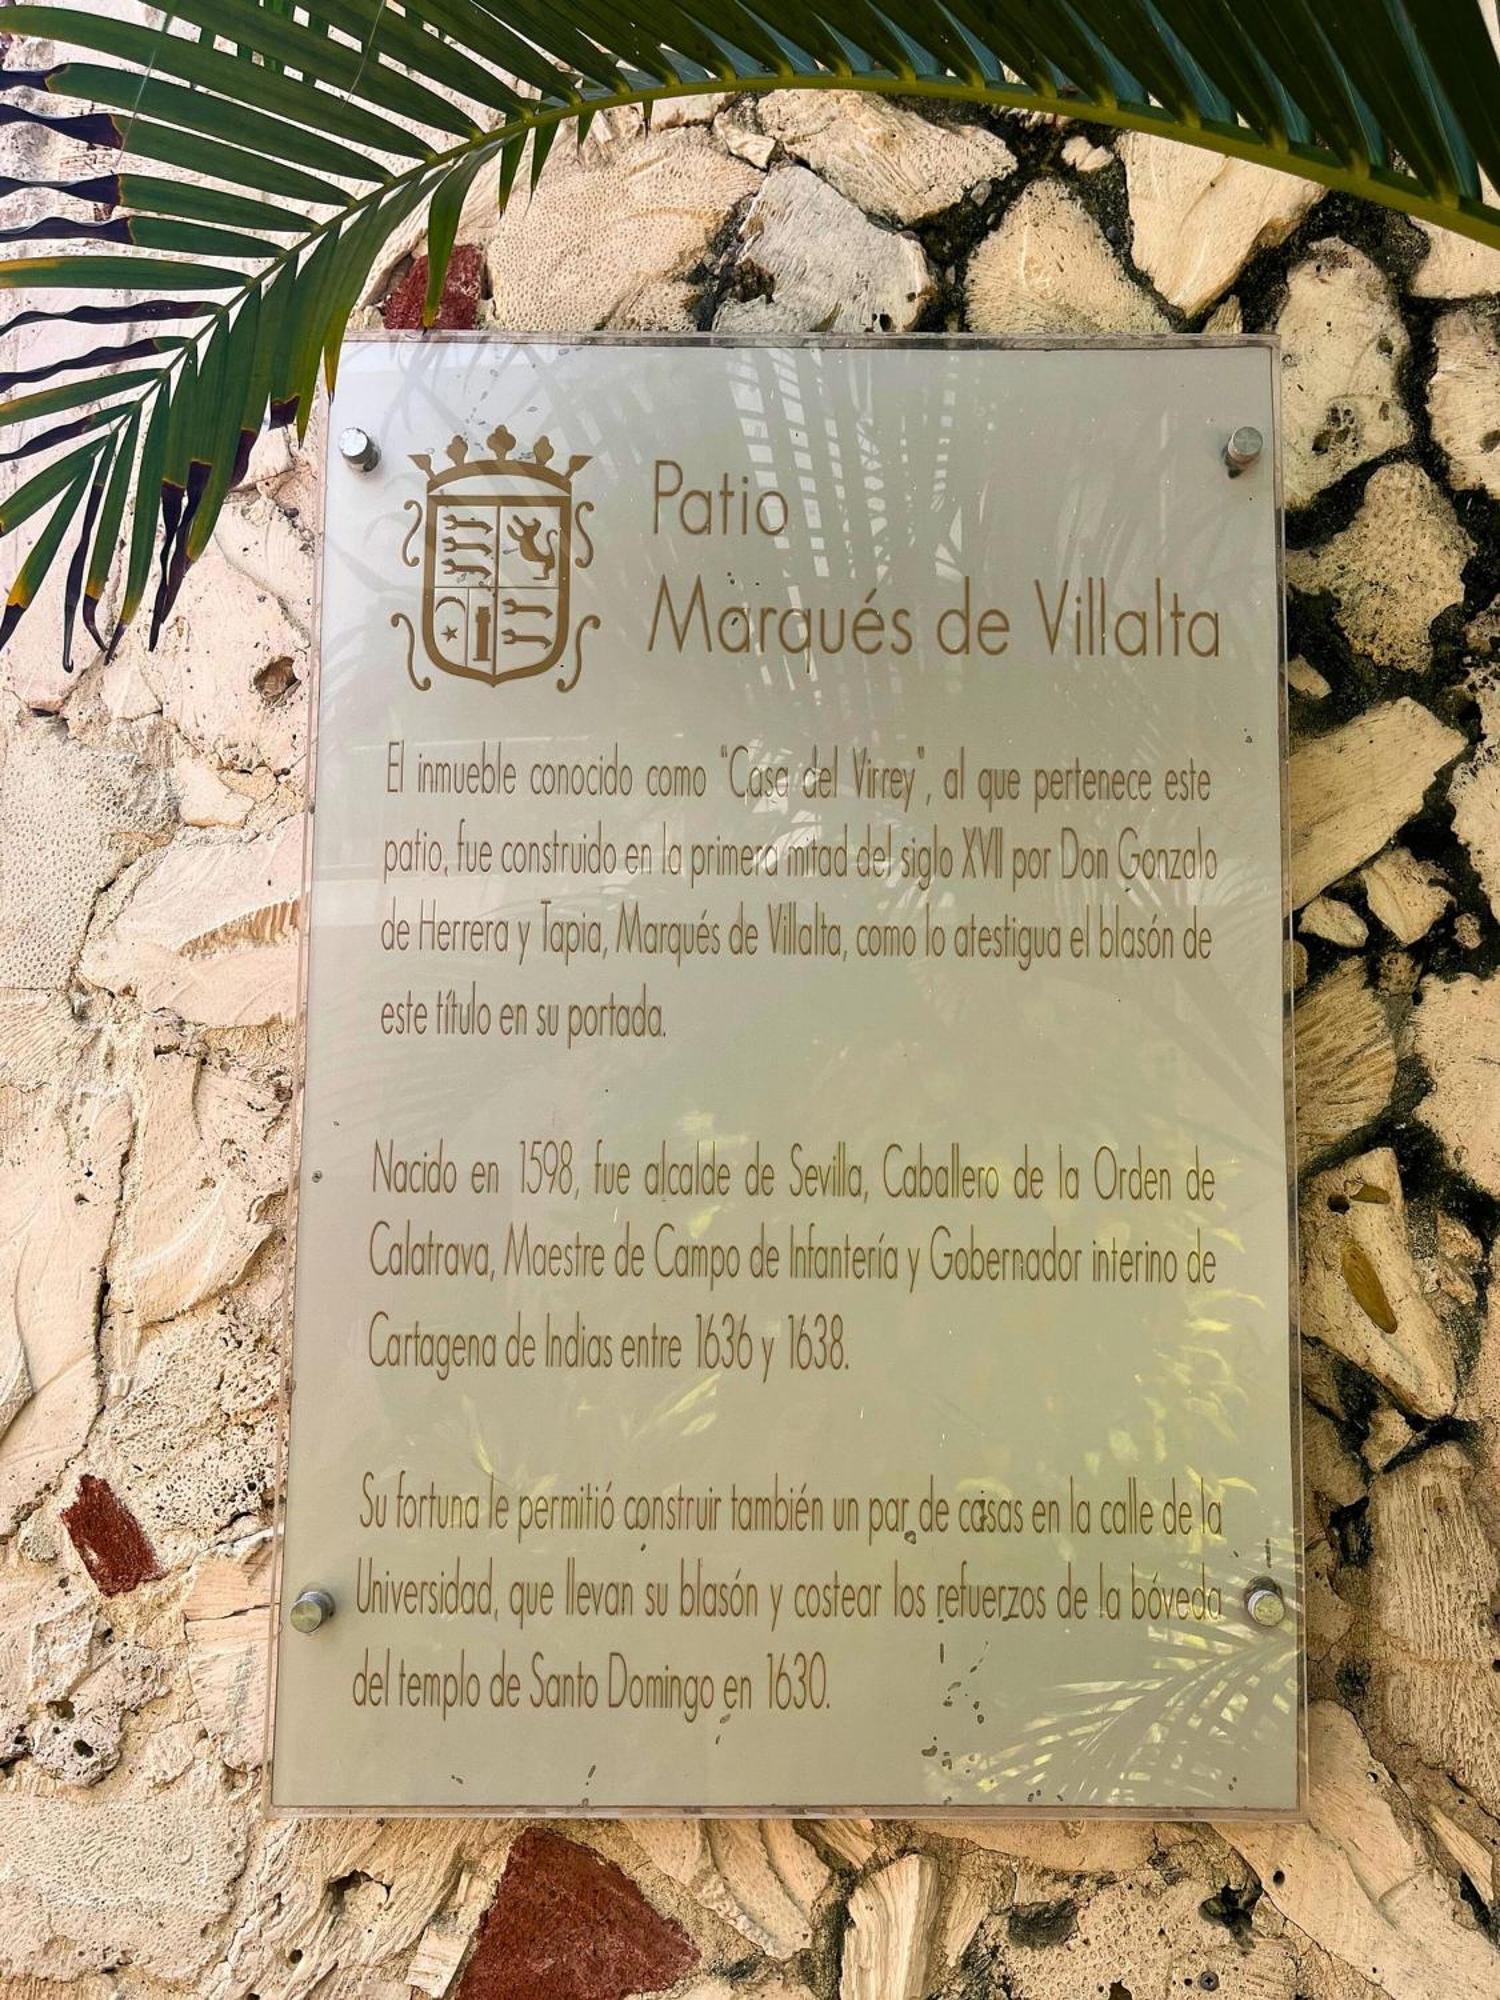 Patio
Marqués de Villalta
El inmueble conocido como "Casa del Virrey", al que pertenece este
patio, fue construido en la primera mitad del siglo XVII por Don Gonzalo
de Herrera y Tapia, Marqués de Villalta, como lo atestigua el blasón de
este título en su portada.
Nacido en 1598, fue alcalde de Sevilla, Caballero de la Orden de
Calatrava, Maestre de Campo de Infantería y Gobernador interino de
Cartagena de Indias entre 1636 y 1638.
Su fortuna le permitió construir también un par de casas en la calle de la
Universidad, que llevan su blasón y costear los refuerzos de la bóveda
del templo de Santo Domingo en 1630.